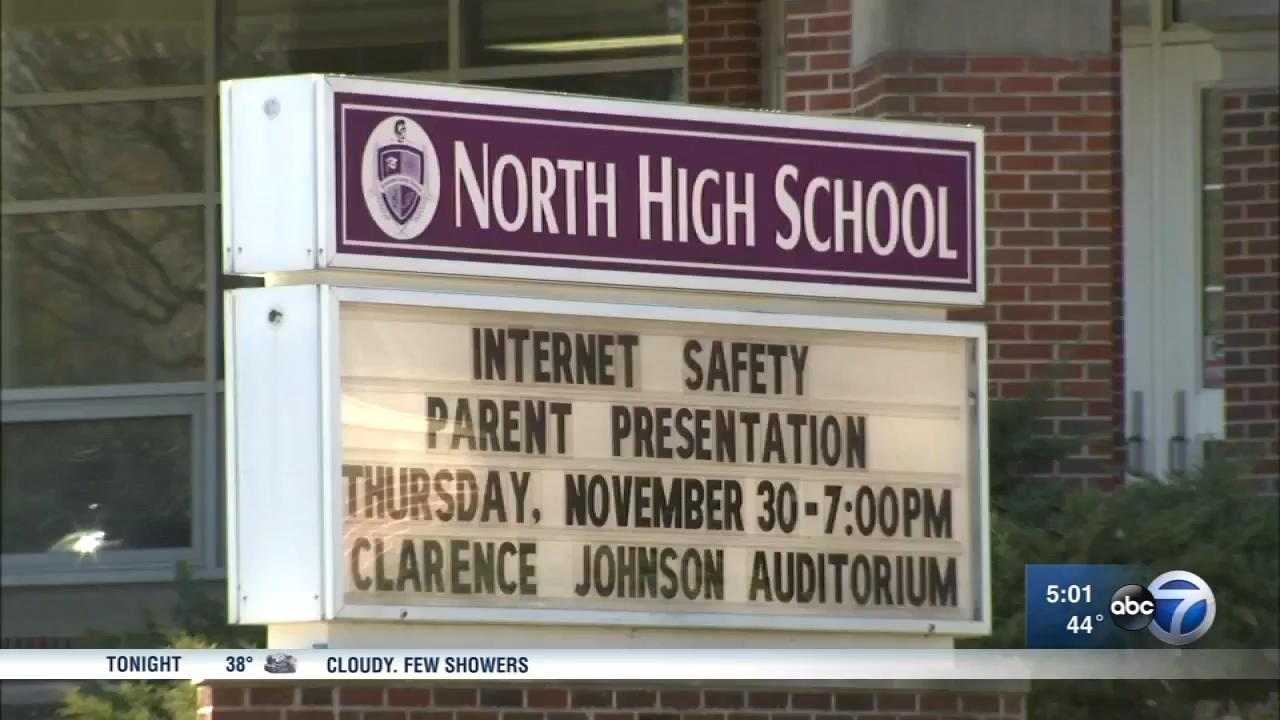 NORTH HIGH SCHOOL
INTERNET SAFETY
PARENT PRESENTATION
THURSDAY, NOVEMBER 30-7:00PM
CLARENCE JOHNSON AUDITORIUM
5:01
44°
abc 7
TONIGHT 38° CLOUDY. FEW SHOWERS